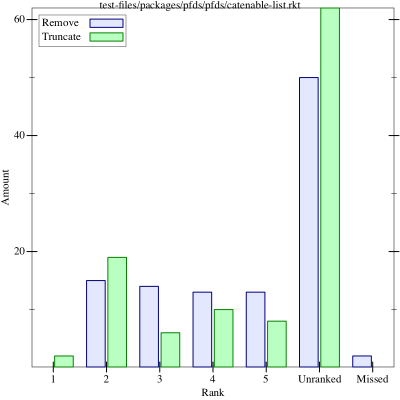 test-files/packages/pfds/pfds/catenable-list.rkt
60
Remove
Truncate
40
Amount
20
1 2 3 4 5 Unranked Missed
Rank